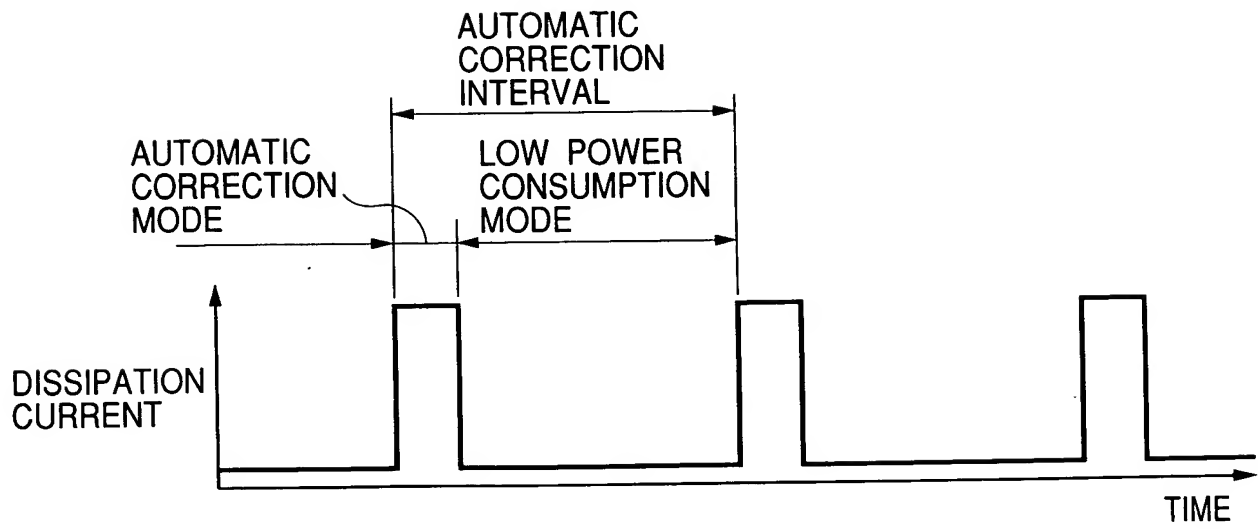 AUTOMATIC
CORRECTION
INTERVAL
AUTOMATIC
CORRECTION
MODE
LOW POWER
CONSUMPTION
MODE
DISSIPATION
CURRENT
TIME